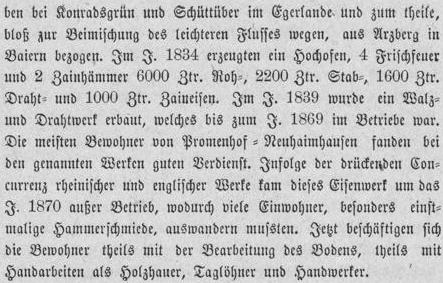 ben bei Konradsgrün und Schüttüber im Egerlande und zum theile,
bloß zur Beimischung des leichteren Flusses wegen, aus Arzberg in
Baiern bezogen. Im J. 1834 erzeugten ein Hochofen, 4 Frischfeuer
und 2 Zainhämmer 6000 Ztr. Roh-, 2200 Ztr. Stab-, 1600 Ztr.
Draht- und 1000 Ztr. Zaineisen. Im J. 1839 wurde ein Walz-
und Drahtwerk erbaut, welches bis zum J. 1869 im Betriebe war.
Die meisten Bewohner von Promenhof-Neuhaimhausen fanden bei
den genannten Werken guten Verdienst. Infolge der drückenden Con-
currenz rheinischer und englischer Werke kam dieses Eisenwerk um das
J. 1870 außer Betrieb, wodurch viele Einwohner, besonders einst-
malige Hammerschmiede, auswandern mussten. Jetzt beschäftigen sich
die Bewohner theils mit der Bearbeitung des Bodens, theils mit
Handarbeiten als Holzhauer, Taglöhner und Handwerker.